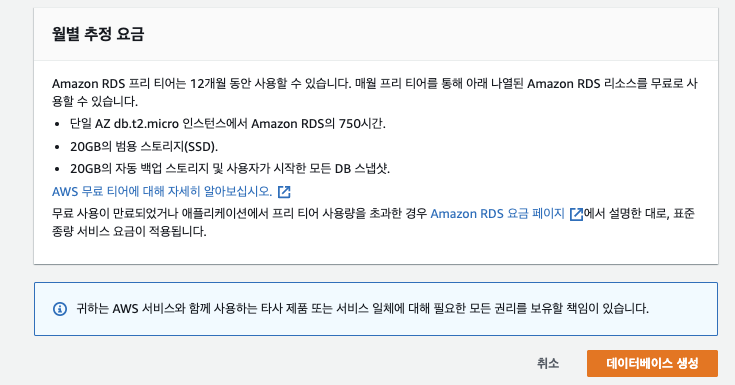 월별 추정 요금
Amazon RDS 프리 티어는 12개월 동안 사용할 수 있습니다. 매월 프리 티어를 통해 아래 나열된 Amazon RDS 리소스를 무료로 사
용할 수 있습니다.
• 단일 AZ db.t2.micro 인스턴스에서 Amazon RDS의 750시간.
• 20GB의 범용 스토리지(SSD).
• 20GB의 자동 백업 스토리지 및 사용자가 시작한 모든 DB 스냅샷.
AWS 무료 티어에 대해 자세히 알아보십시오.
무료 사용이 만료되었거나 애플리케이션에서 프리 티어 사용량을 초과한 경우 Amazon RDS 요금 페이지 에서 설명한 대로, 표준
종량 서비스 요금이 적용됩니다.
귀하는 AWS 서비스와 함께 사용하는 타사 제품 또는 서비스 일체에 대해 필요한 모든 권리를 보유할 책임이 있습니다.
취소 데이터베이스 생성